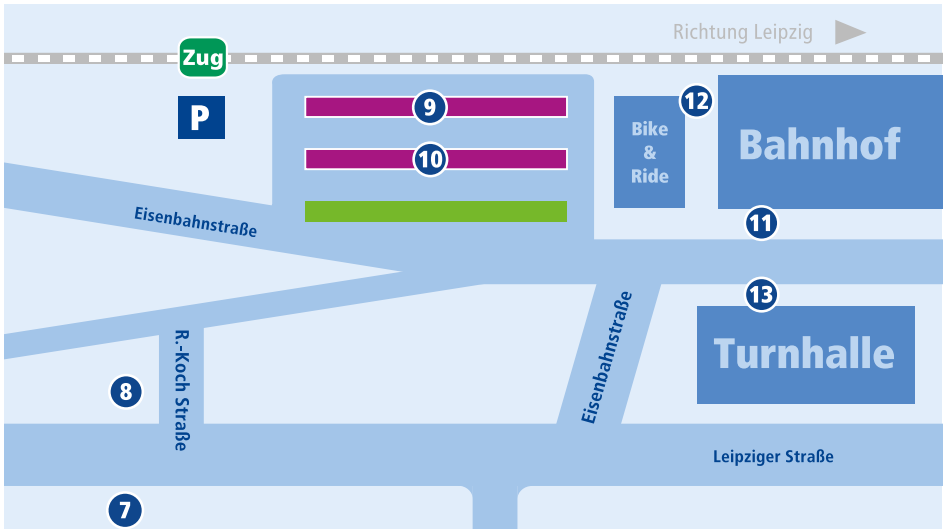 Richtung Leipzig
Zug
P
9
10
12
Bike
&
Ride
Bahnhof
11
Eisenbahnstraße
13
Turnhalle
Eisenbahnstraße
R.-Koch Straße
8
Leipziger Straße
7